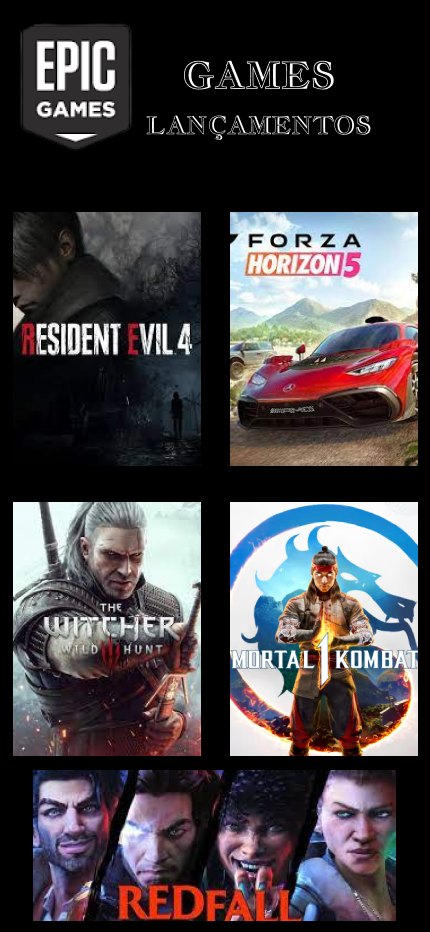 EPIC
GAMES
GAMES
LANÇAMENTOS
RESIDENT EVIL 4
FORZA
HORIZON 5
THE
WITCHER
WILD HUNT
MORTAL 1 KOMBAT
REDFALL